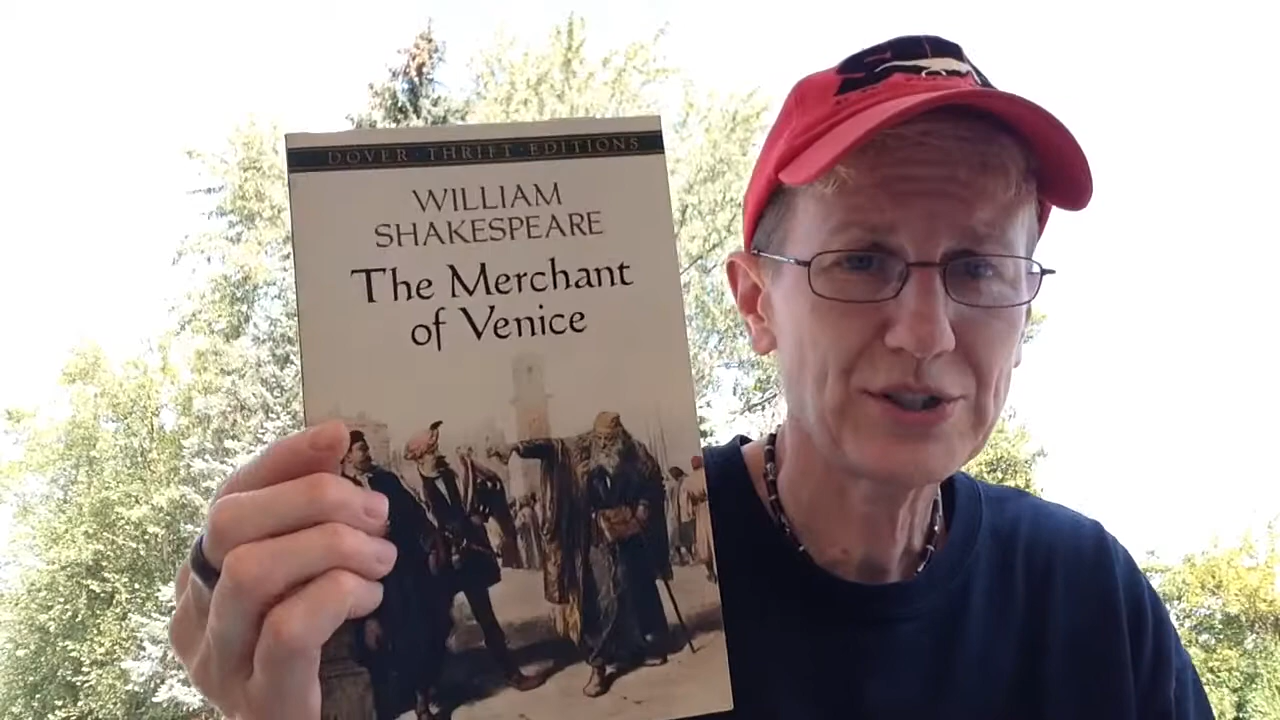 DOVER · THRIFT · EDITIONS
WILLIAM
SHAKESPEARE
The Merchant
of Venice